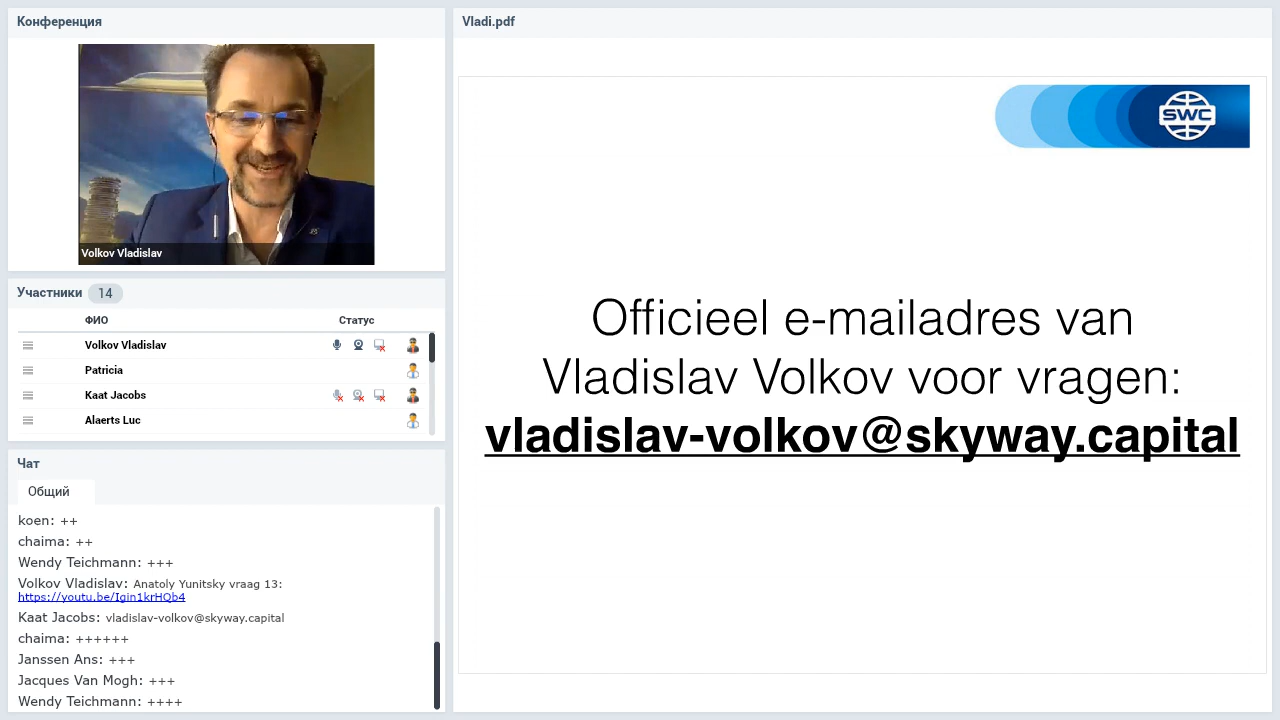 Конференция
Volkov Vladislav
Участники 14
ФИО Статус
Volkov Vladislav
Patricia
Kaat Jacobs
Alaerts Luc
Чат
Общий
koen: ++
chaima: ++
Wendy Teichmann: +++
Volkov Vladislav: Anatoly Yunitsky vraag 13:
https://youtu.be/Igin1krHQb4
Kaat Jacobs: vladislav-volkov@skyway.capital
chaima: ++++++
Janssen Ans: +++
Jacques Van Mogh: +++
Wendy Teichmann: ++++
Vladi.pdf
SWC
Officieel e-mailadres van
Vladislav Volkov voor vragen:
vladislav-volkov@skyway.capital